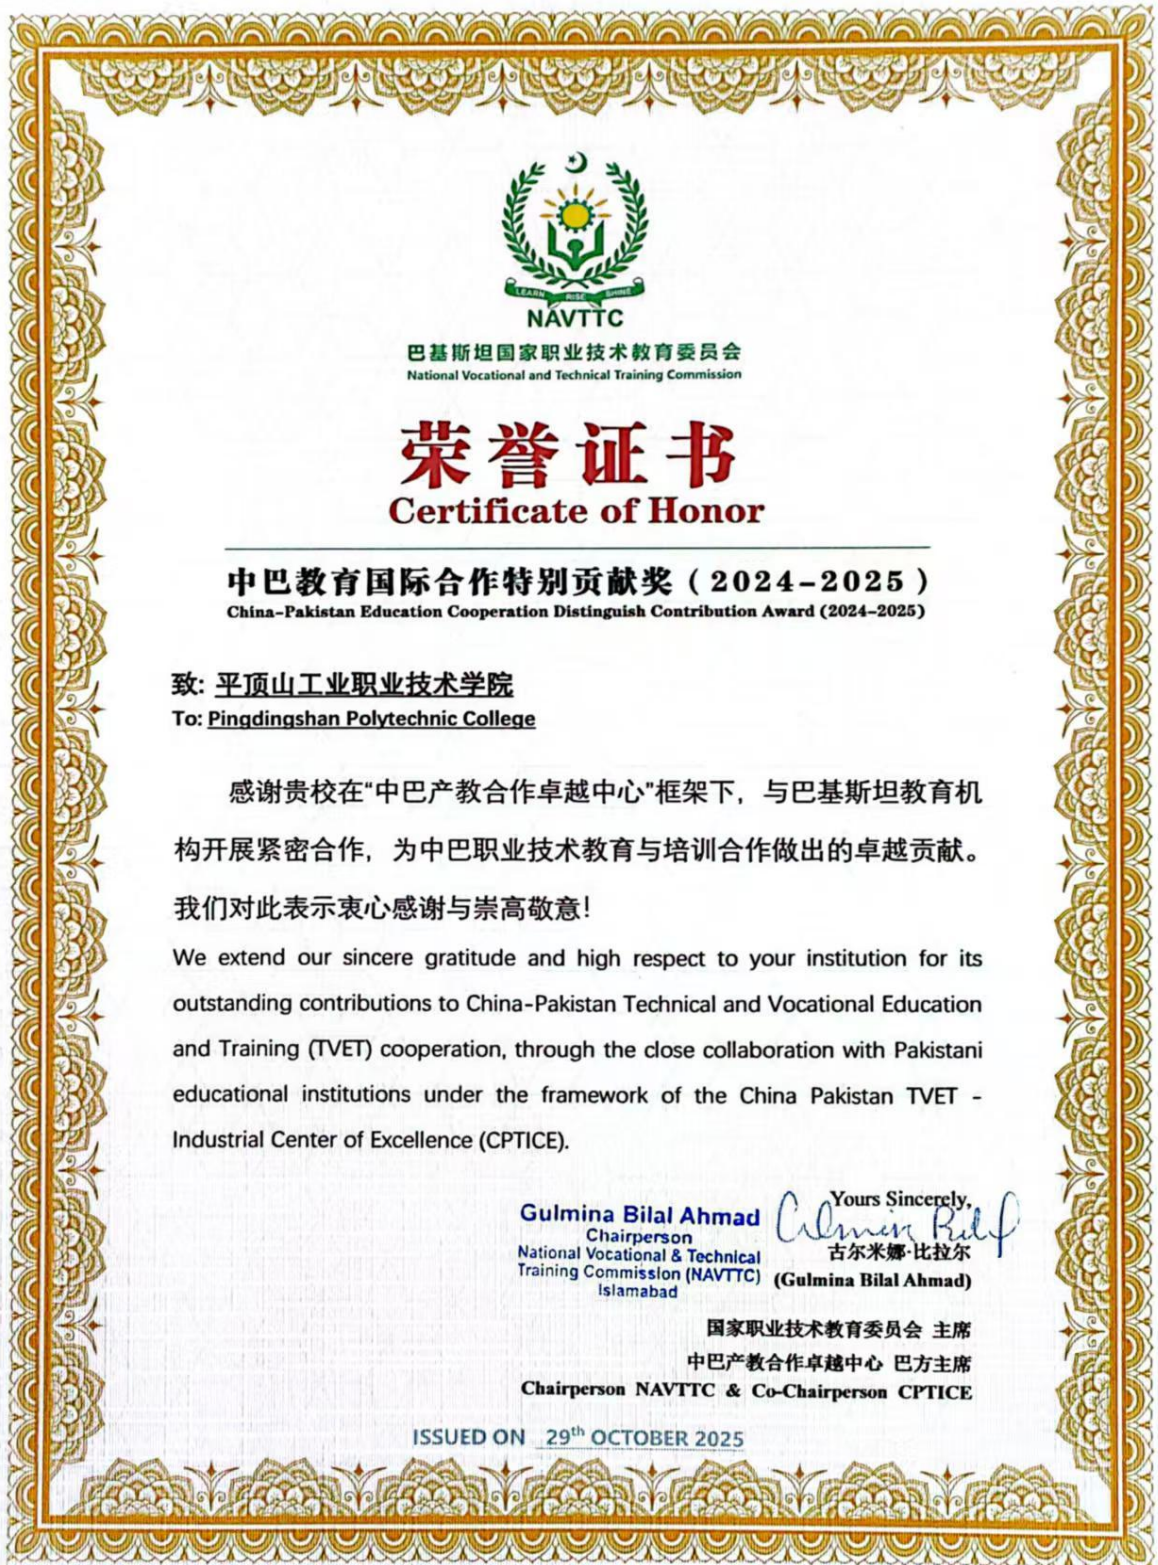 LEARN RISE SHINE
NAVTTC
巴基斯坦国家职业技术教育委员会
National Vocational and Technical Training Commission
荣誉证书
Certificate of Honor
中巴教育国际合作特别贡献奖（2024-2025）
China-Pakistan Education Cooperation Distinguish Contribution Award (2024-2025)
致: 平顶山工业职业技术学院
To: Pingdingshan Polytechnic College
感谢贵校在“中巴产教合作卓越中心”框架下，与巴基斯坦教育机
构开展紧密合作，为中巴职业技术教育与培训合作做出的卓越贡献。
我们对此表示衷心感谢与崇高敬意！
We extend our sincere gratitude and high respect to your institution for its
outstanding contributions to China-Pakistan Technical and Vocational Education
and Training (TVET) cooperation, through the close collaboration with Pakistani
educational institutions under the framework of the China Pakistan TVET -
Industrial Center of Excellence (CPTICE).
Gulmina Bilal Ahmad
Chairperson
National Vocational & Technical
Training Commission (NAVTTC)
Islamabad
Yours Sincerely,
Gulmina Bilal
古尔米娜·比拉尔
(Gulmina Bilal Ahmad)
国家职业技术教育委员会 主席
中巴产教合作卓越中心 巴方主席
Chairperson NAVTTC & Co-Chairperson CPTICE
ISSUED ON 29th OCTOBER 2025